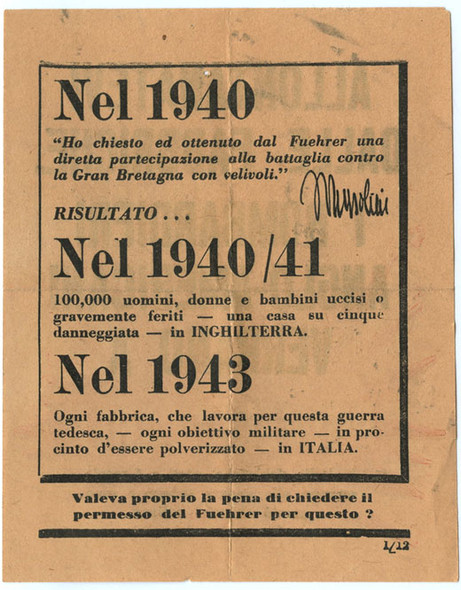 Nel 1940
"Ho chiesto ed ottenuto dal Fuehrer una
diretta partecipazione alla battaglia contro
la Gran Bretagna con velivoli."
Mussolini
RISULTATO . . .
Nel 1940/41
100,000 uomini, donne e bambini uccisi o
gravemente feriti — una casa su cinque
danneggiata — in INGHILTERRA.
Nel 1943
Ogni fabbrica, che lavora per questa guerra
tedesca, — ogni obiettivo militare — in pro-
cinto d'essere polverizzato — in ITALIA.
Valeva proprio la pena di chiedere il
permesso del Fuehrer per questo ?
I/12